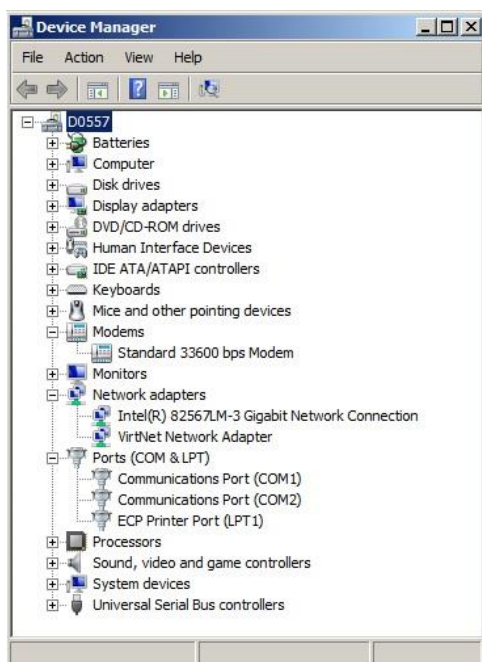 Device Manager
File Action View Help
D0557
Batteries
Computer
Disk drives
Display adapters
DVD/CD-ROM drives
Human Interface Devices
IDE ATA/ATAPI controllers
Keyboards
Mice and other pointing devices
Modems
Standard 33600 bps Modem
Monitors
Network adapters
Intel(R) 82567LM-3 Gigabit Network Connection
VirtNet Network Adapter
Ports (COM & LPT)
Communications Port (COM1)
Communications Port (COM2)
ECP Printer Port (LPT1)
Processors
Sound, video and game controllers
System devices
Universal Serial Bus controllers